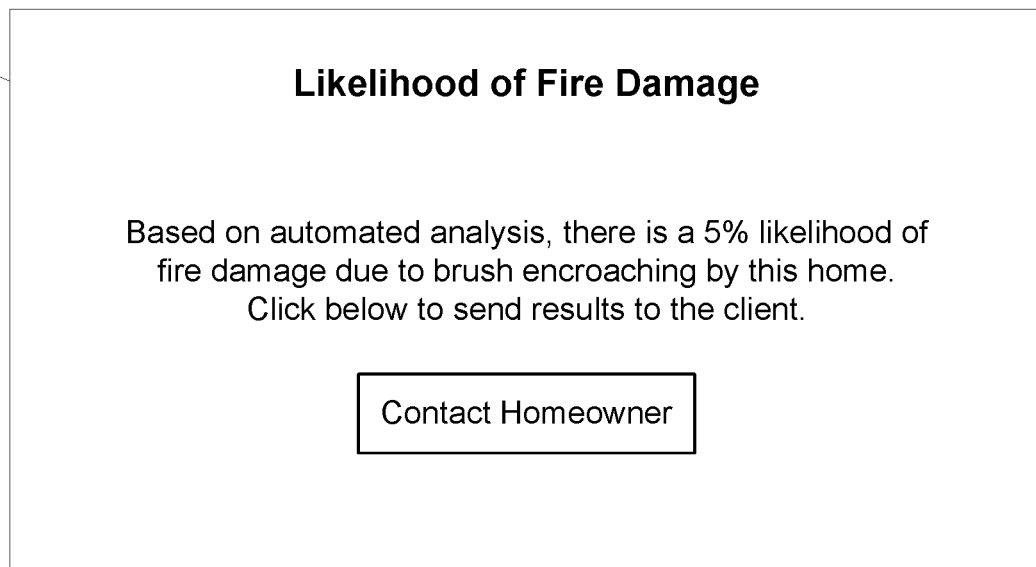 Likelihood of Fire Damage
Based on automated analysis, there is a 5% likelihood of
fire damage due to brush encroaching by this home.
Click below to send results to the client.
Contact Homeowner